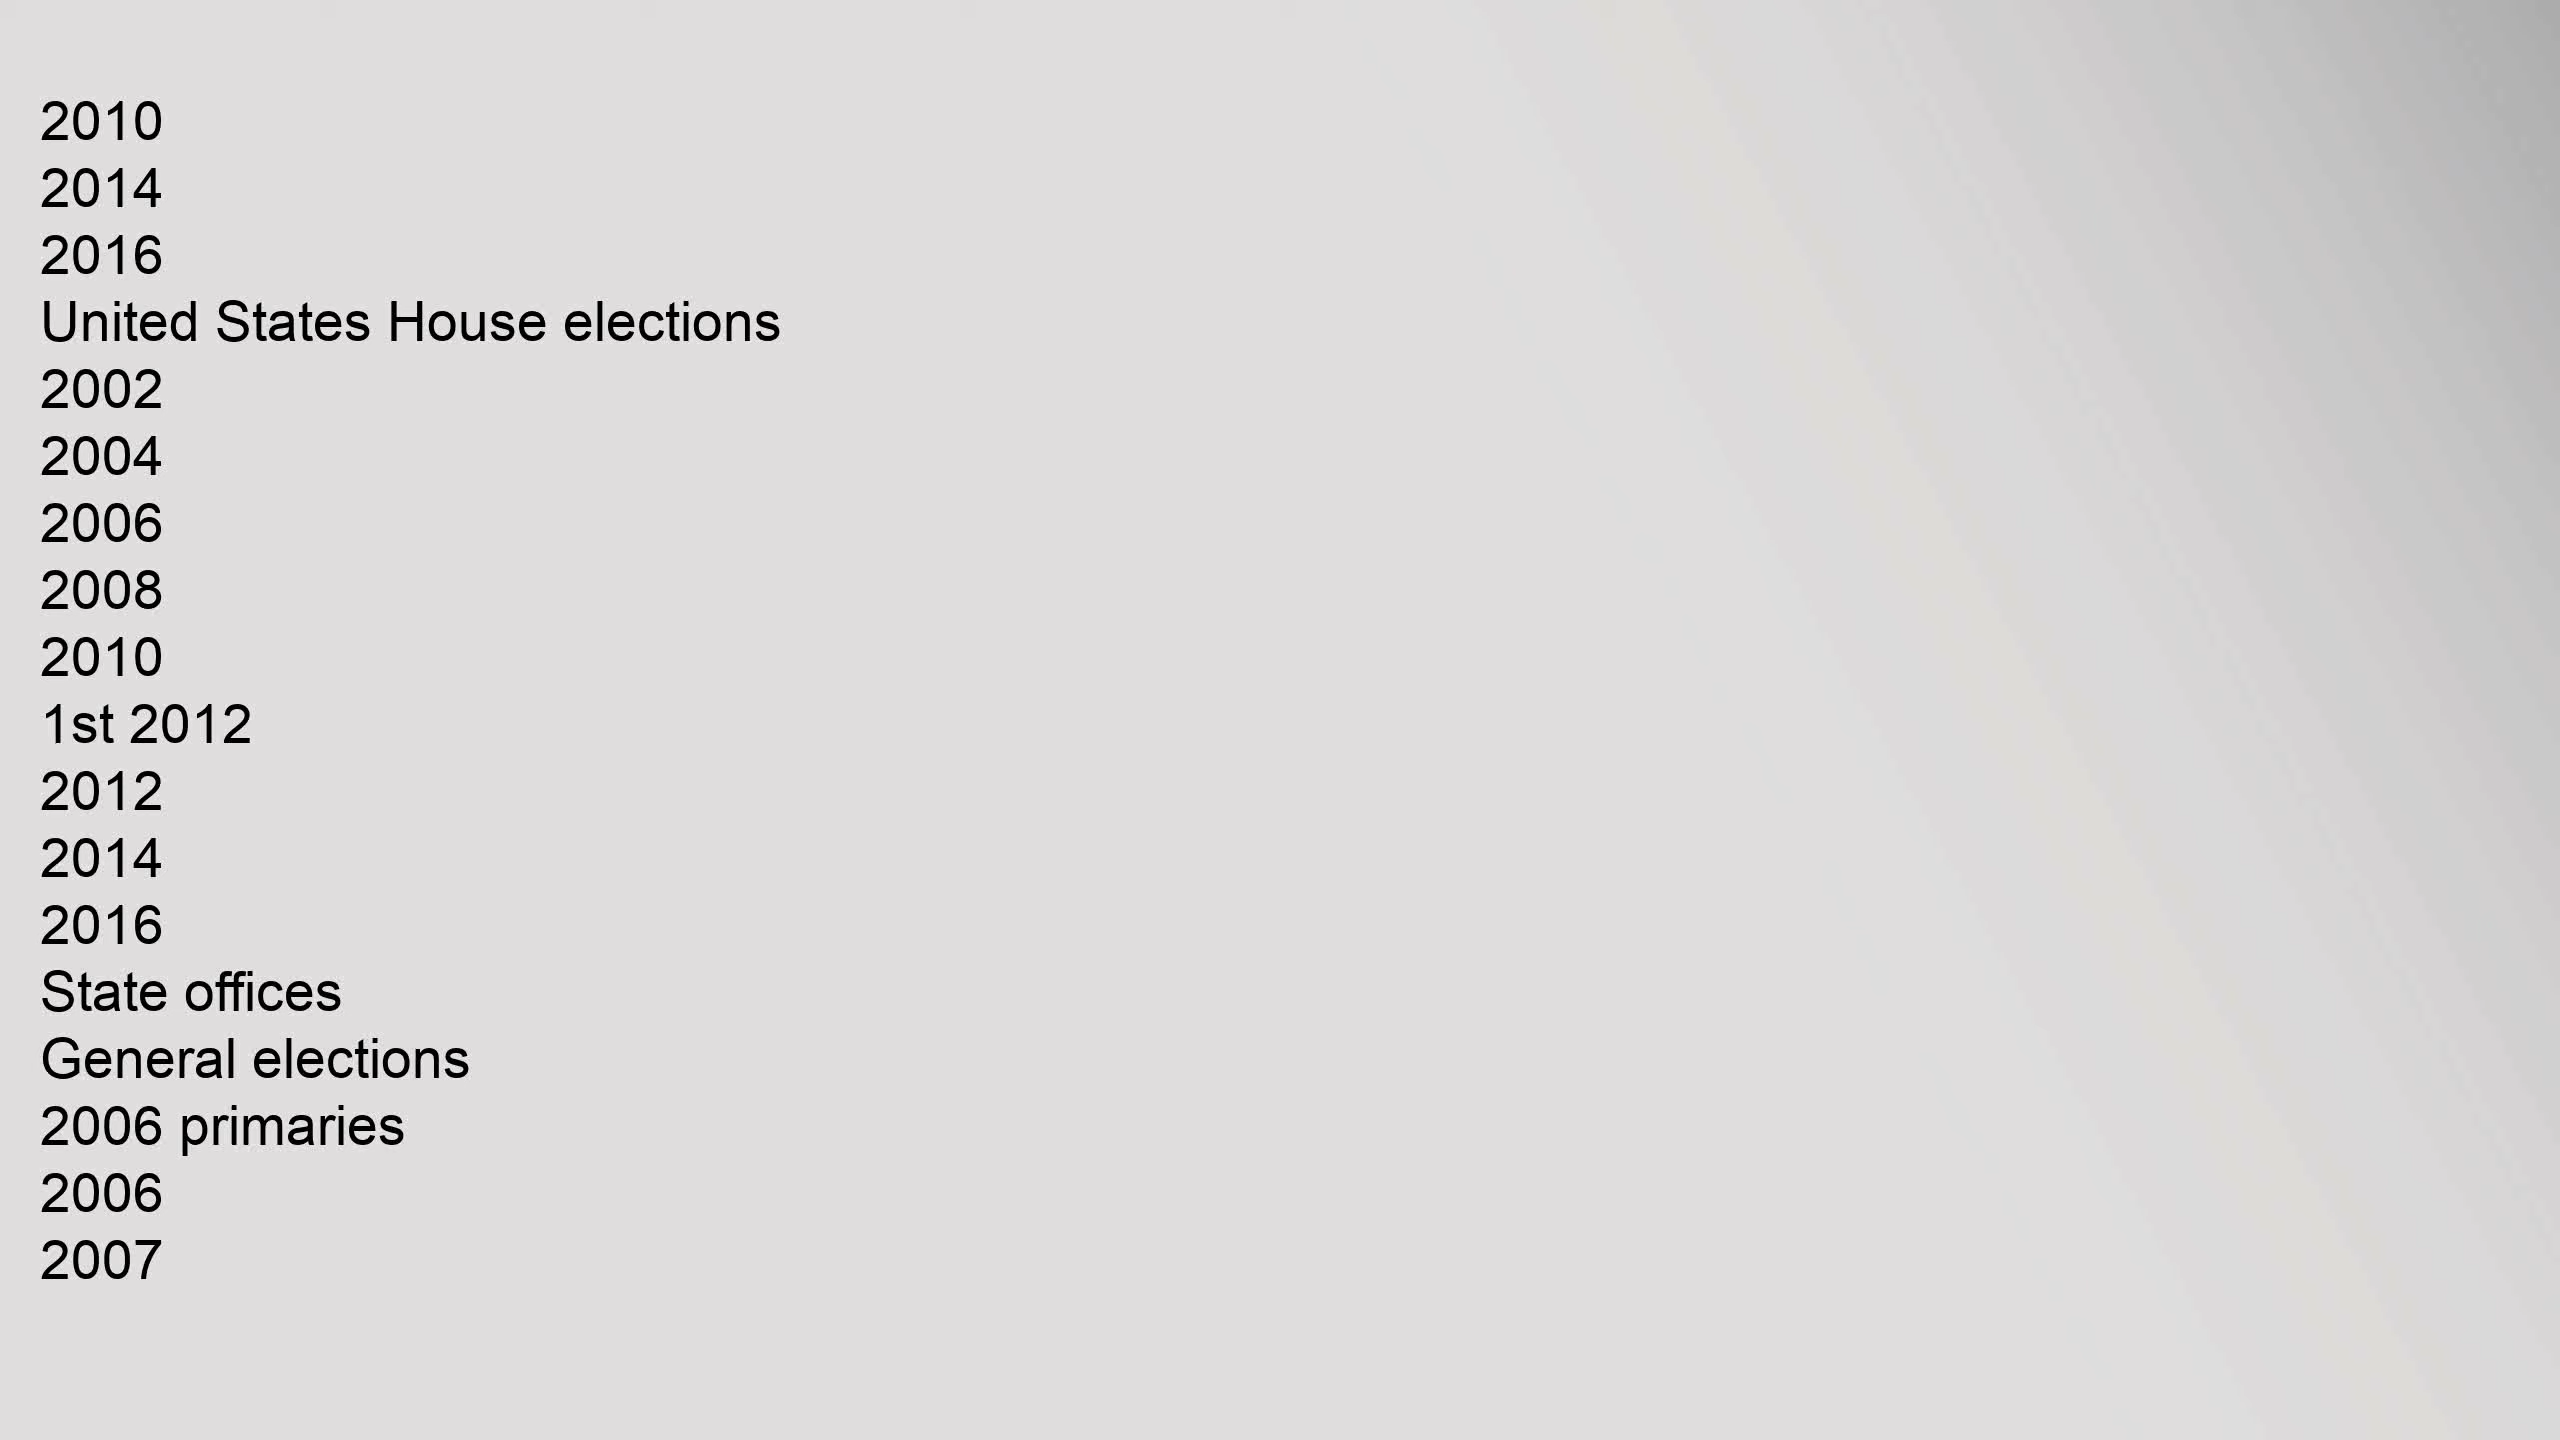 2010
2014
2016
United States House elections
2002
2004
2006
2008
2010
1st 2012
2012
2014
2016
State offices
General elections
2006 primaries
2006
2007